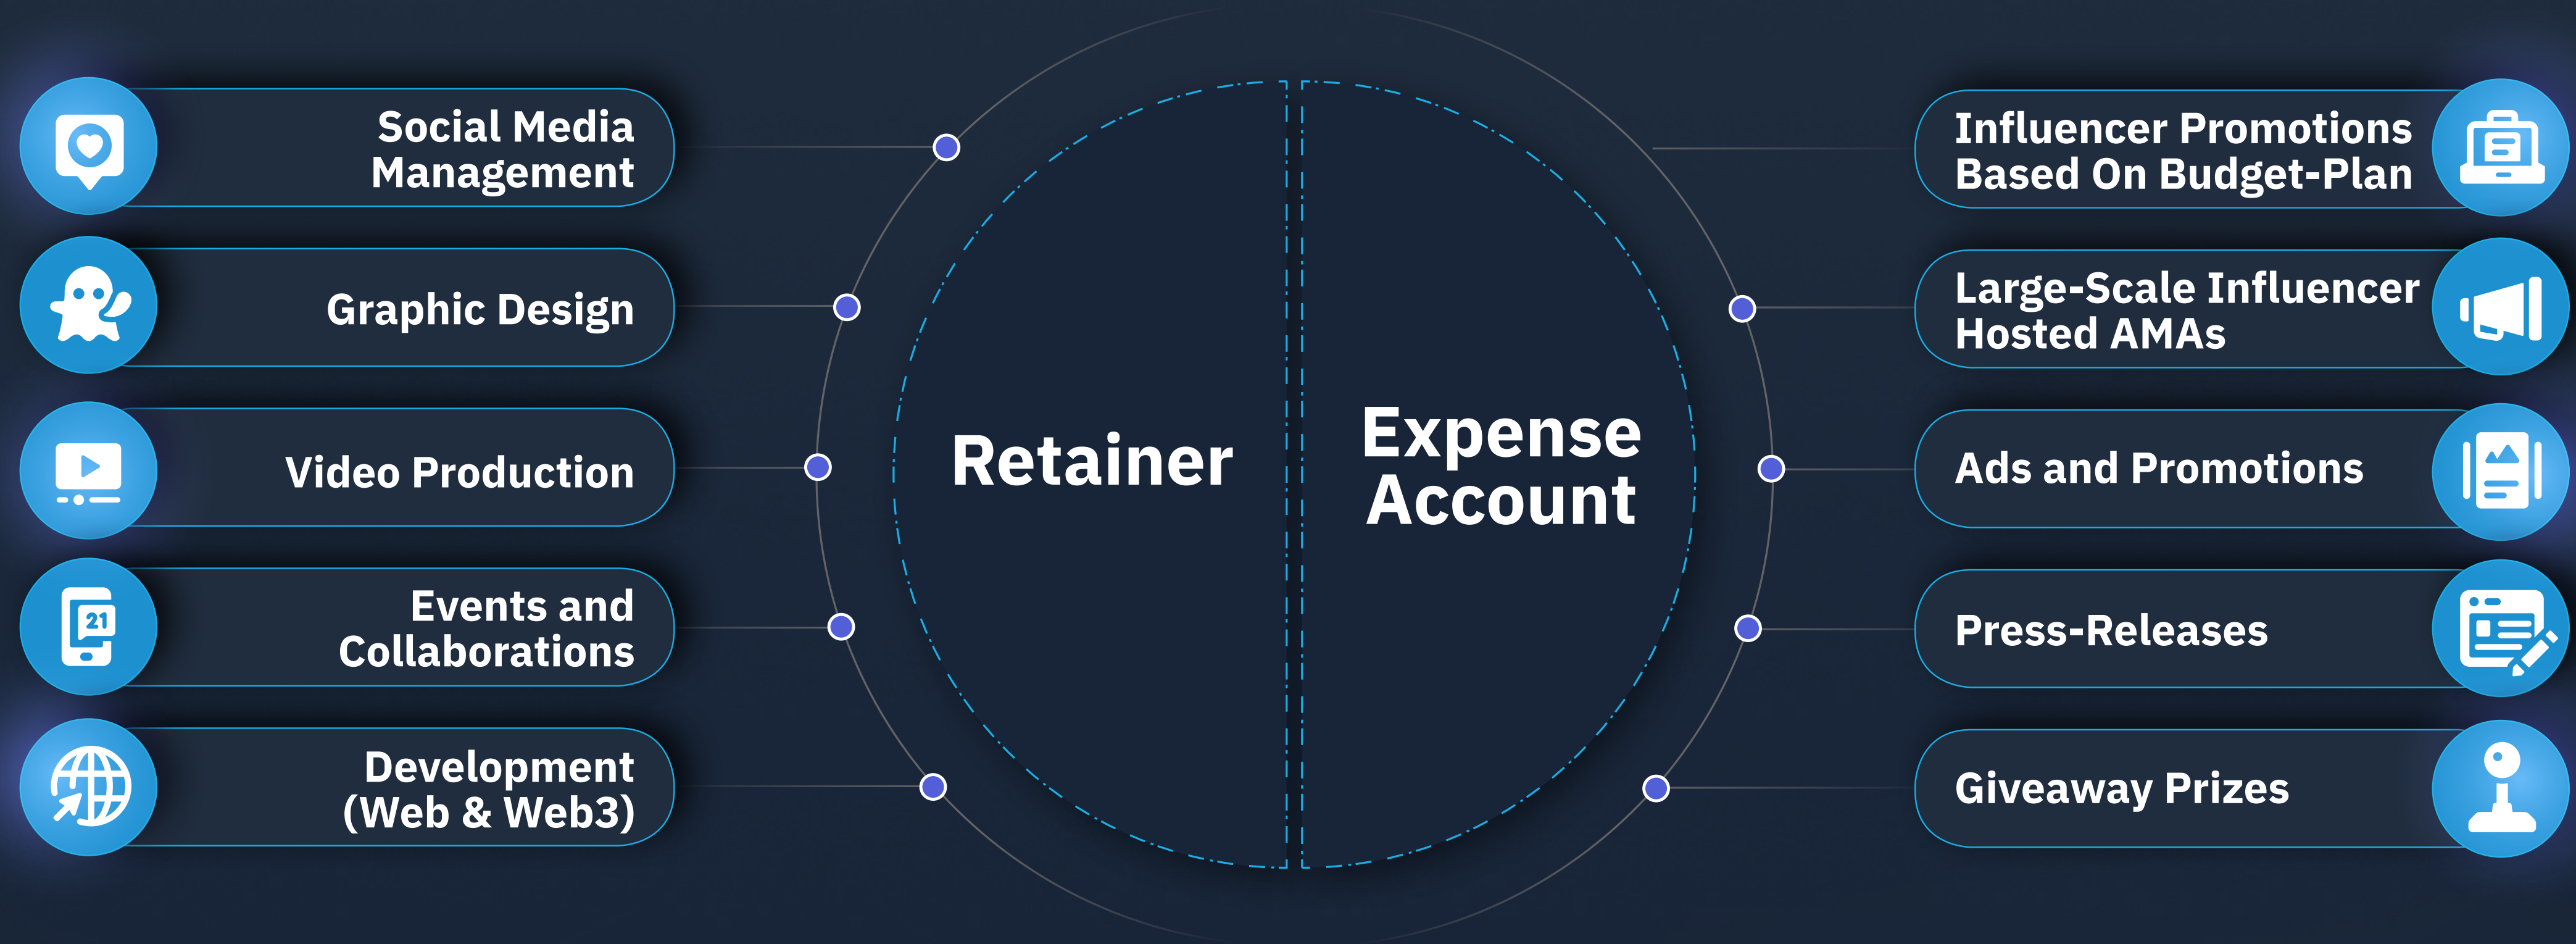 Social Media
Management
Graphic Design
Video Production
21
Events and
Collaborations
Development
(Web & Web3)
Retainer
Expense
Account
Influencer Promotions
Based On Budget-Plan
Large-Scale Influencer
Hosted AMAs
Ads and Promotions
Press-Releases
Giveaway Prizes